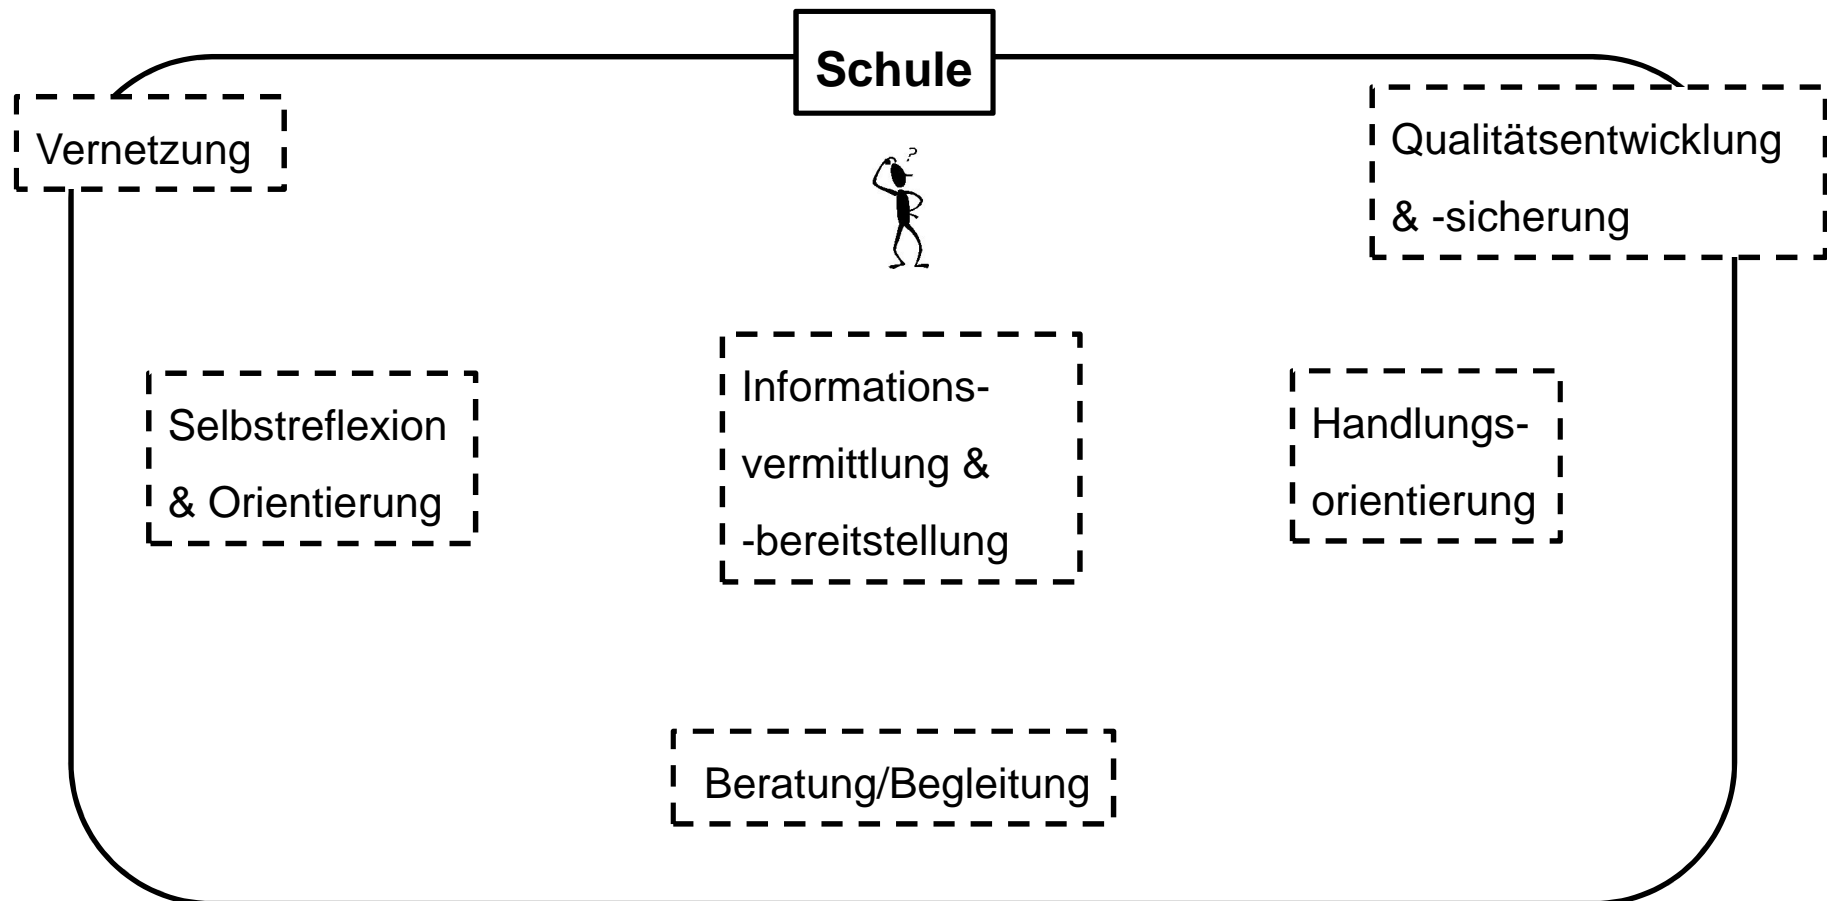 Schule
Vernetzung
Qualitätsentwicklung
& -sicherung
?
Selbstreflexion
& Orientierung
Informations-
vermittlung &
-bereitstellung
Handlungs-
orientierung
Beratung/Begleitung